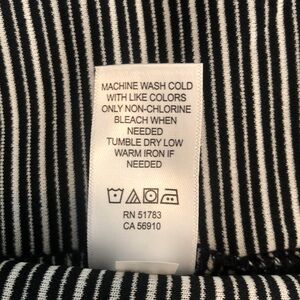 MACHINE WASH COLD
WITH LIKE COLORS
ONLY NON-CHLORINE
BLEACH WHEN
NEEDED
TUMBLE DRY LOW
WARM IRON IF
NEEDED
RN 51783
CA 56910